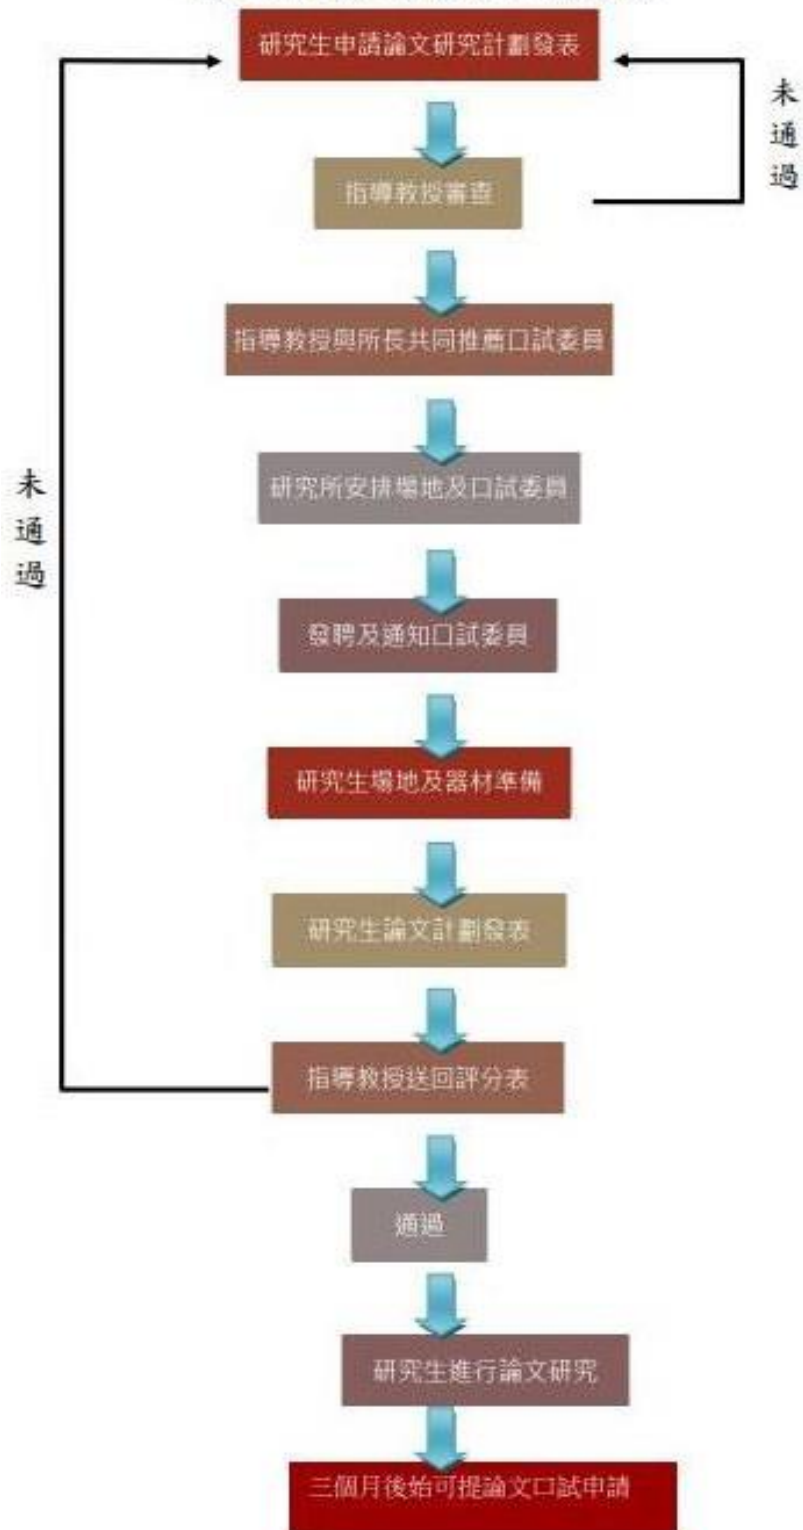 研究生申請論文研究計劃發表
未通過
指導教授審查
指導教授與所長共同推薦口試委員
研究所安排場地及口試委員
未通過
發聘及通知口試委員
研究生場地及器材準備
研究生論文計劃發表
指導教授送回評分表
通過
研究生進行論文研究
三個月後始可提論文口試申請